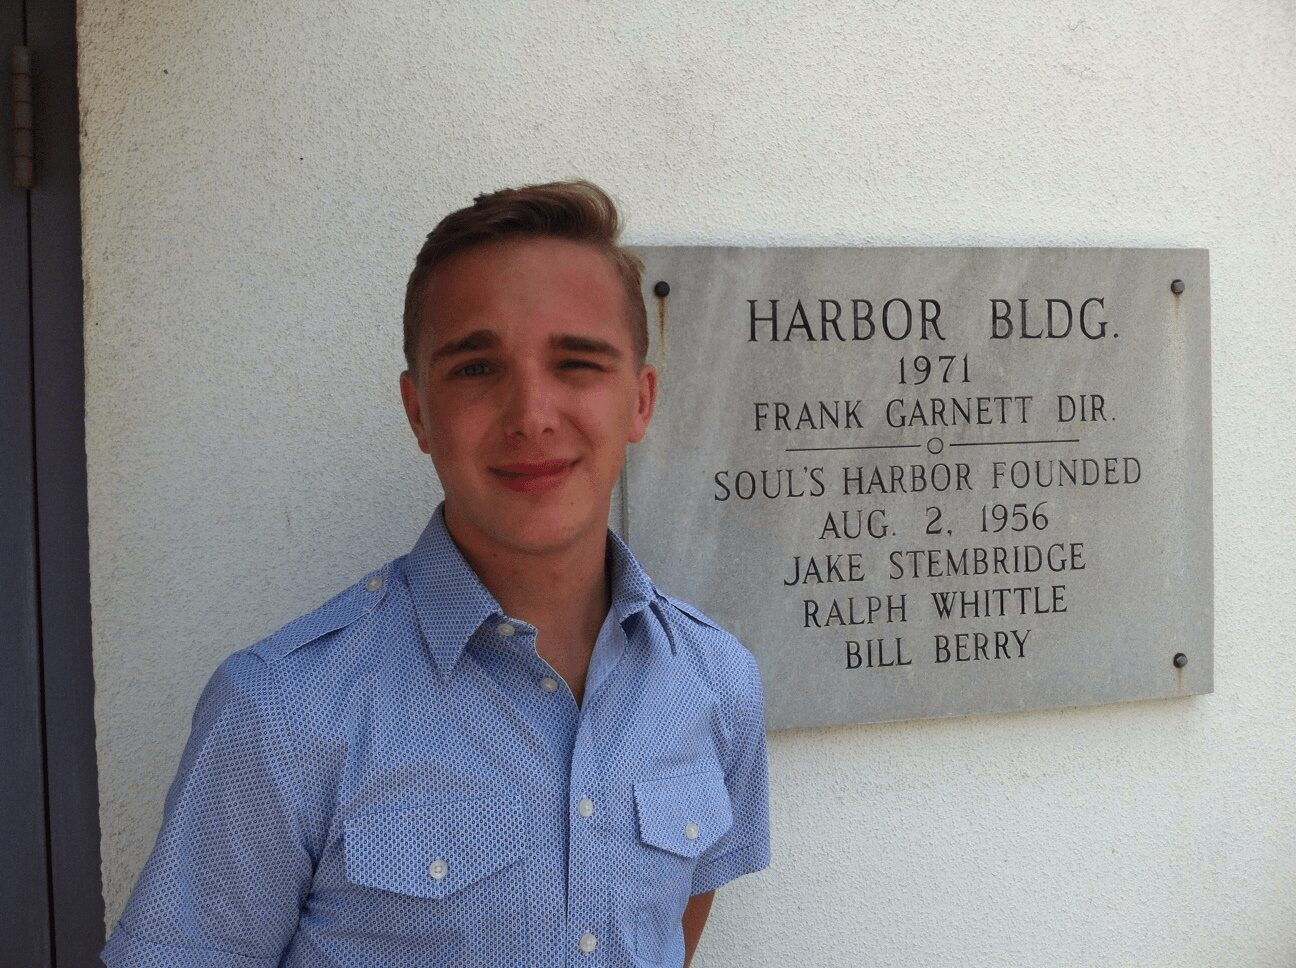 HARBOR BLDG.
1971
FRANK GARNETT DIR.
SOUL'S HARBOR FOUNDED
AUG. 2, 1956
JAKE STEMBRIDGE
RALPH WHITTLE
BILL BERRY